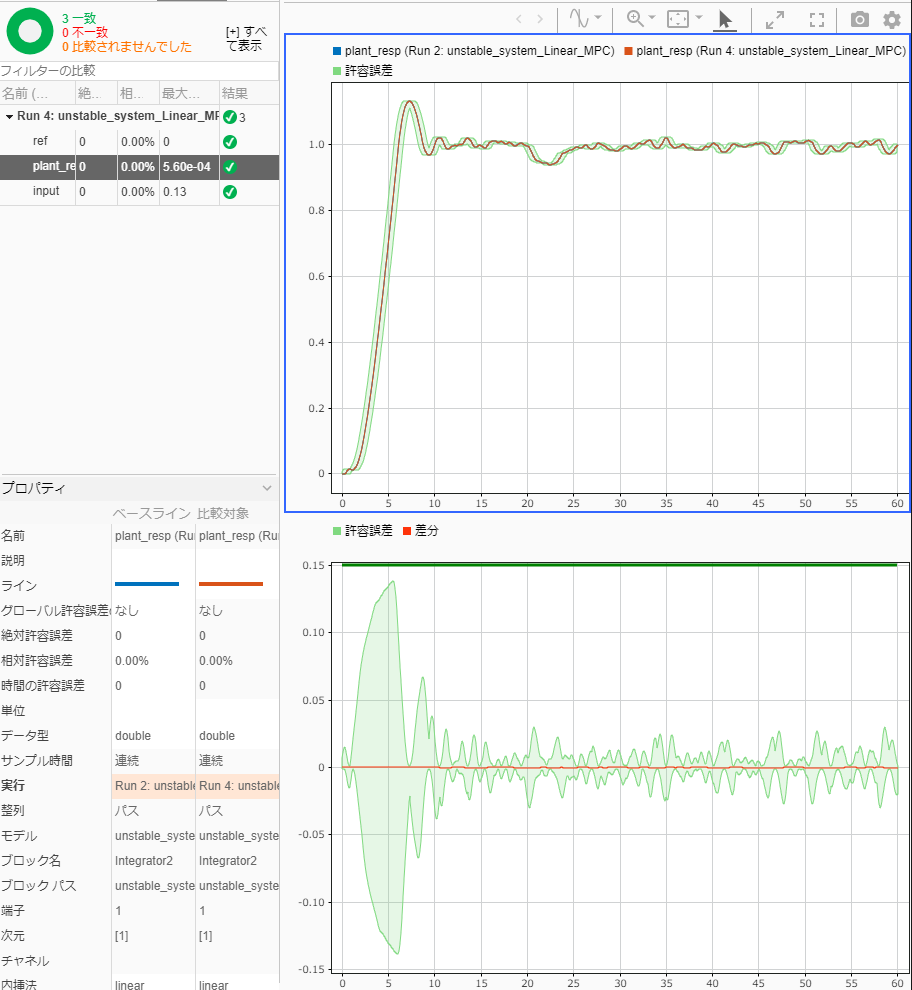 3 一致
0 不一致
0 比較されませんでした
[+] すべ
て表示
フィルターの比較
名前 (... 絶... 相... 最大... 結果
Run 4: unstable_system_Linear_MP 3
ref 0 0.00% 0
plant_re 0 0.00% 5.60e-04
input 0 0.00% 0.13
プロパティ
ベースライン 比較対象
名前 plant_resp (Ru plant_resp (Ru
説明
ライン
グローバル許容誤差の なし なし
絶対許容誤差 0 0
相対許容誤差 0.00% 0.00%
時間の許容誤差 0 0
単位
データ型 double double
サンプル時間 連続 連続
実行 Run 2: unstable Run 4: unstable
整列 パス パス
モデル unstable_syste unstable_syste
ブロック名 Integrator2 Integrator2
ブロック パス unstable_syste unstable_syste
端子 1 1
次元 [1] [1]
チャネル
内挿法 linear linear
plant_resp (Run 2: unstable_system_Linear_MPC) plant_resp (Run 4: unstable_system_Linear_MPC)
許容誤差
1.0
0.8
0.6
0.4
0.2
0
0 5 10 15 20 25 30 35 40 45 50 55 60
許容誤差 差分
0.15
0.10
0.05
0
-0.05
-0.10
-0.15
0 5 10 15 20 25 30 35 40 45 50 55 60